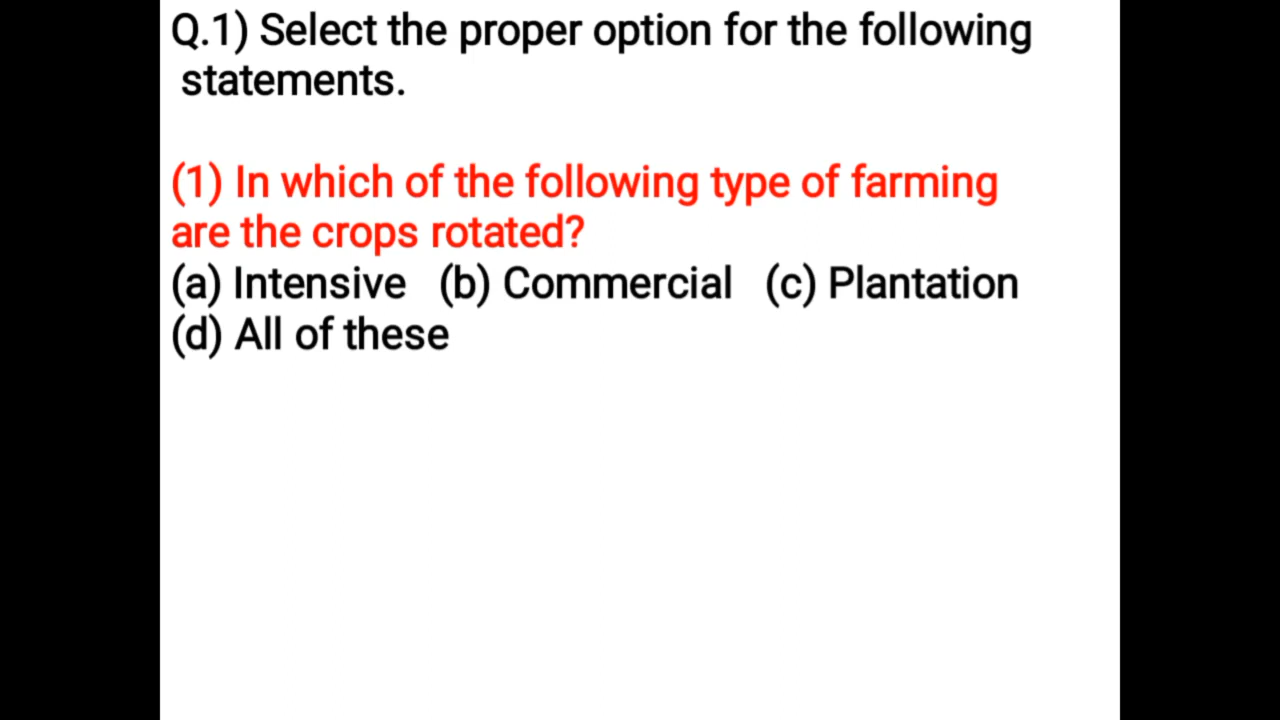 Q.1) Select the proper option for the following
statements.
(1) In which of the following type of farming
are the crops rotated?
(a) Intensive (b) Commercial (c) Plantation
(d) All of these